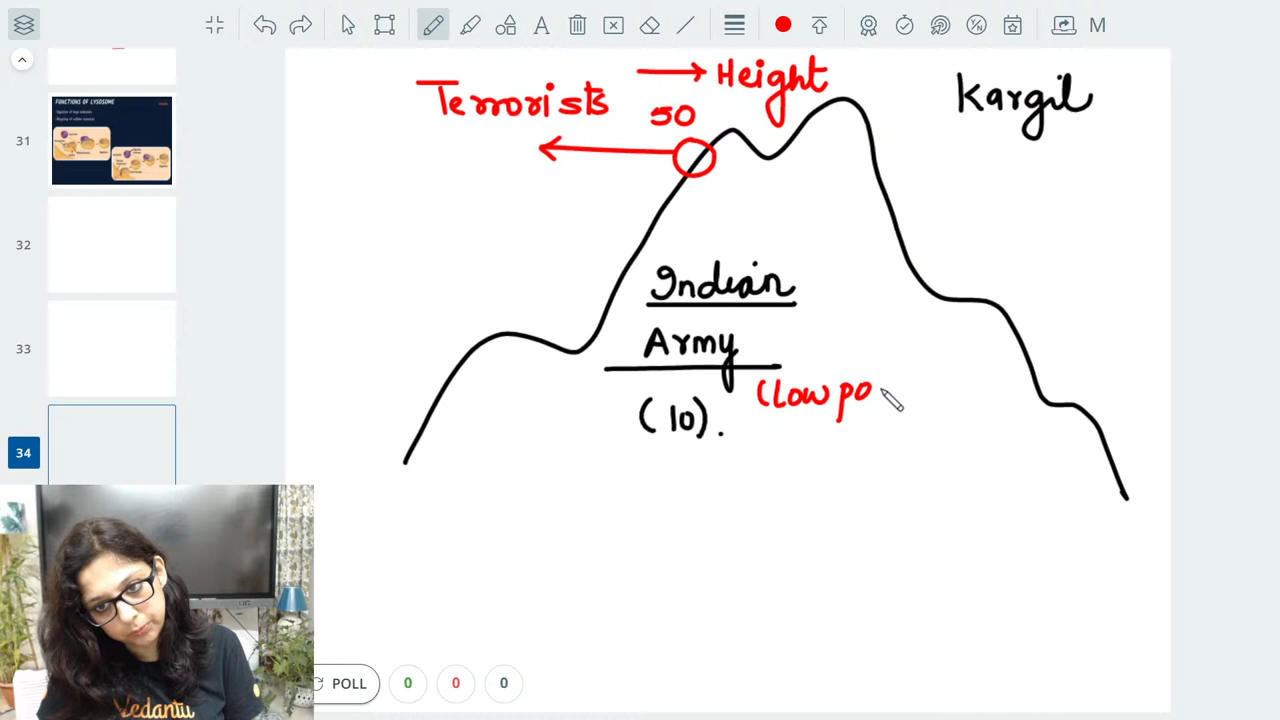 M
FUNCTIONS OF LYSOSOME
31
32
33
34
→ Height
Terrorists
50
Kargil
Indian
Army
(10).
(Low po
POLL
0
0
0
Vedantu